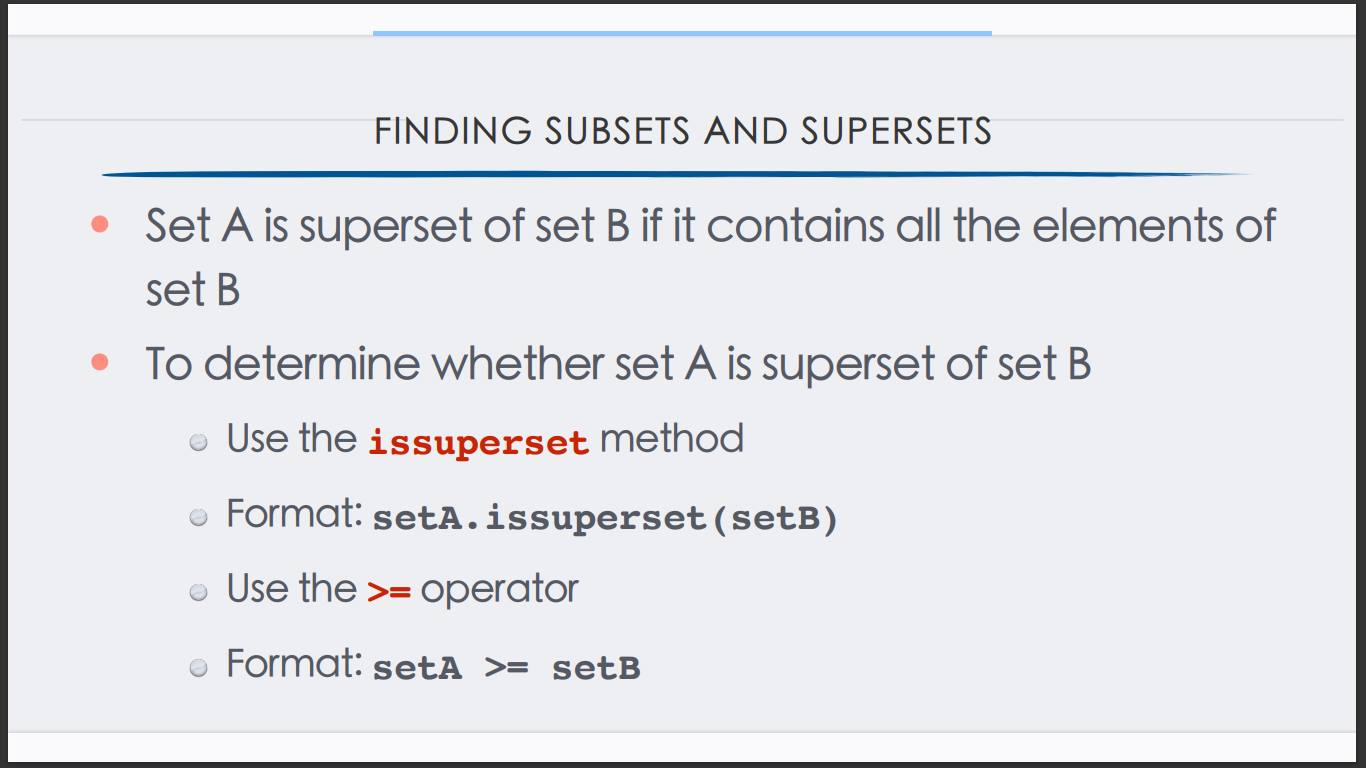 FINDING SUBSETS AND SUPERSETS
Set A is superset of set B if it contains all the elements of
set B
To determine whether set A is superset of set B
Use the issuperset method
Format: setA.issuperset(setB)
Use the >= operator
Format: setA >= setB